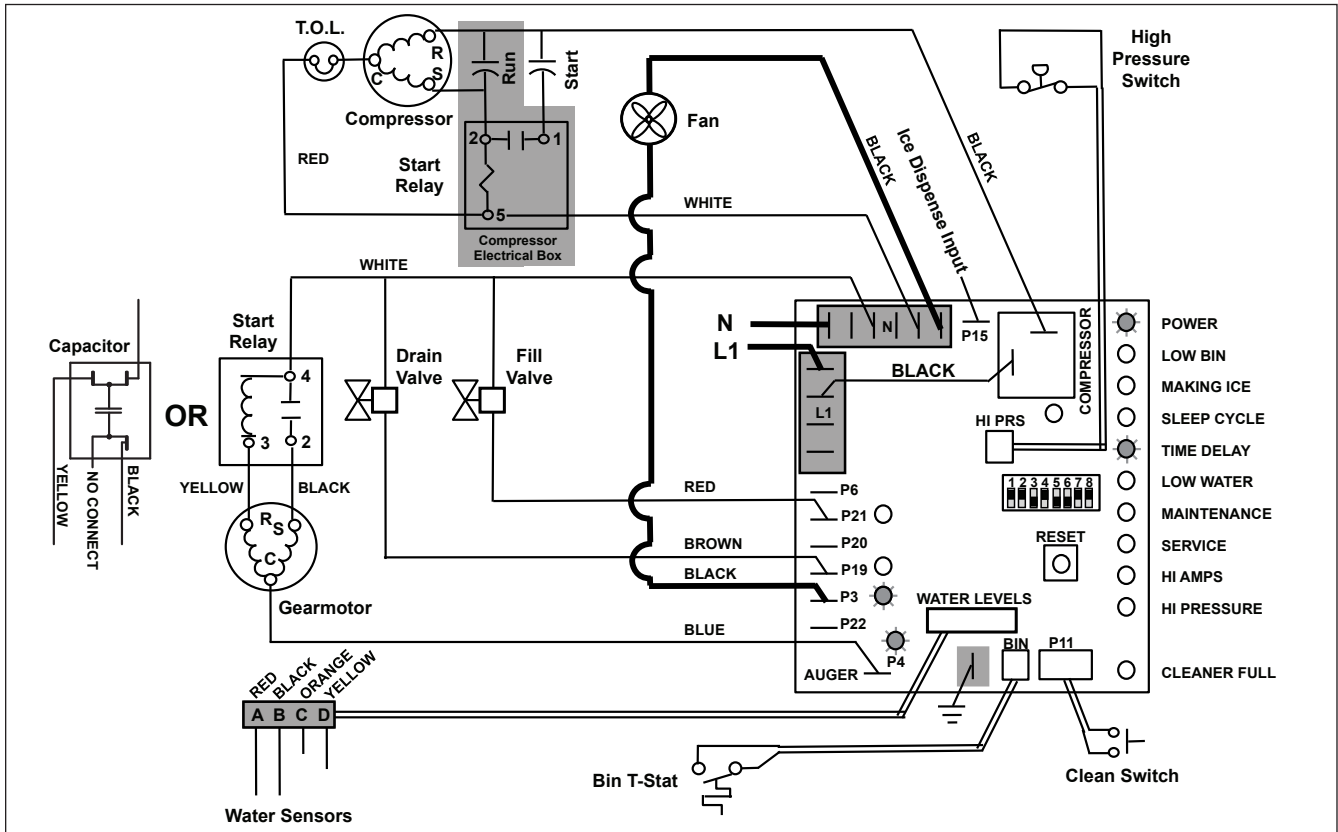 T.O.L.
R
S
C
Run
Start
Compressor
2
1
RED
Start
Relay
5
Compressor
Electrical Box
Fan
BLACK
Ice Dispense Input
BLACK
High
Pressure
Switch
WHITE
WHITE
Capacitor
YELLOW
NO CONNECT
BLACK
OR
Start
Relay
4
3
2
YELLOW
BLACK
R
S
C
Gearmotor
Drain
Valve
Fill
Valve
N
L1
N
P15
BLACK
L1
COMPRESSOR
HI PRS
1 2 3 4 5 6 7 8
RESET
RED
BROWN
BLACK
BLUE
P6
P21
P20
P19
P3
P22
P4
AUGER
WATER LEVELS
BIN
P11
POWER
LOW BIN
MAKING ICE
SLEEP CYCLE
TIME DELAY
LOW WATER
MAINTENANCE
SERVICE
HI AMPS
HI PRESSURE
CLEANER FULL
RED
BLACK
ORANGE
YELLOW
A B C D
Water Sensors
Bin T-Stat
Clean Switch